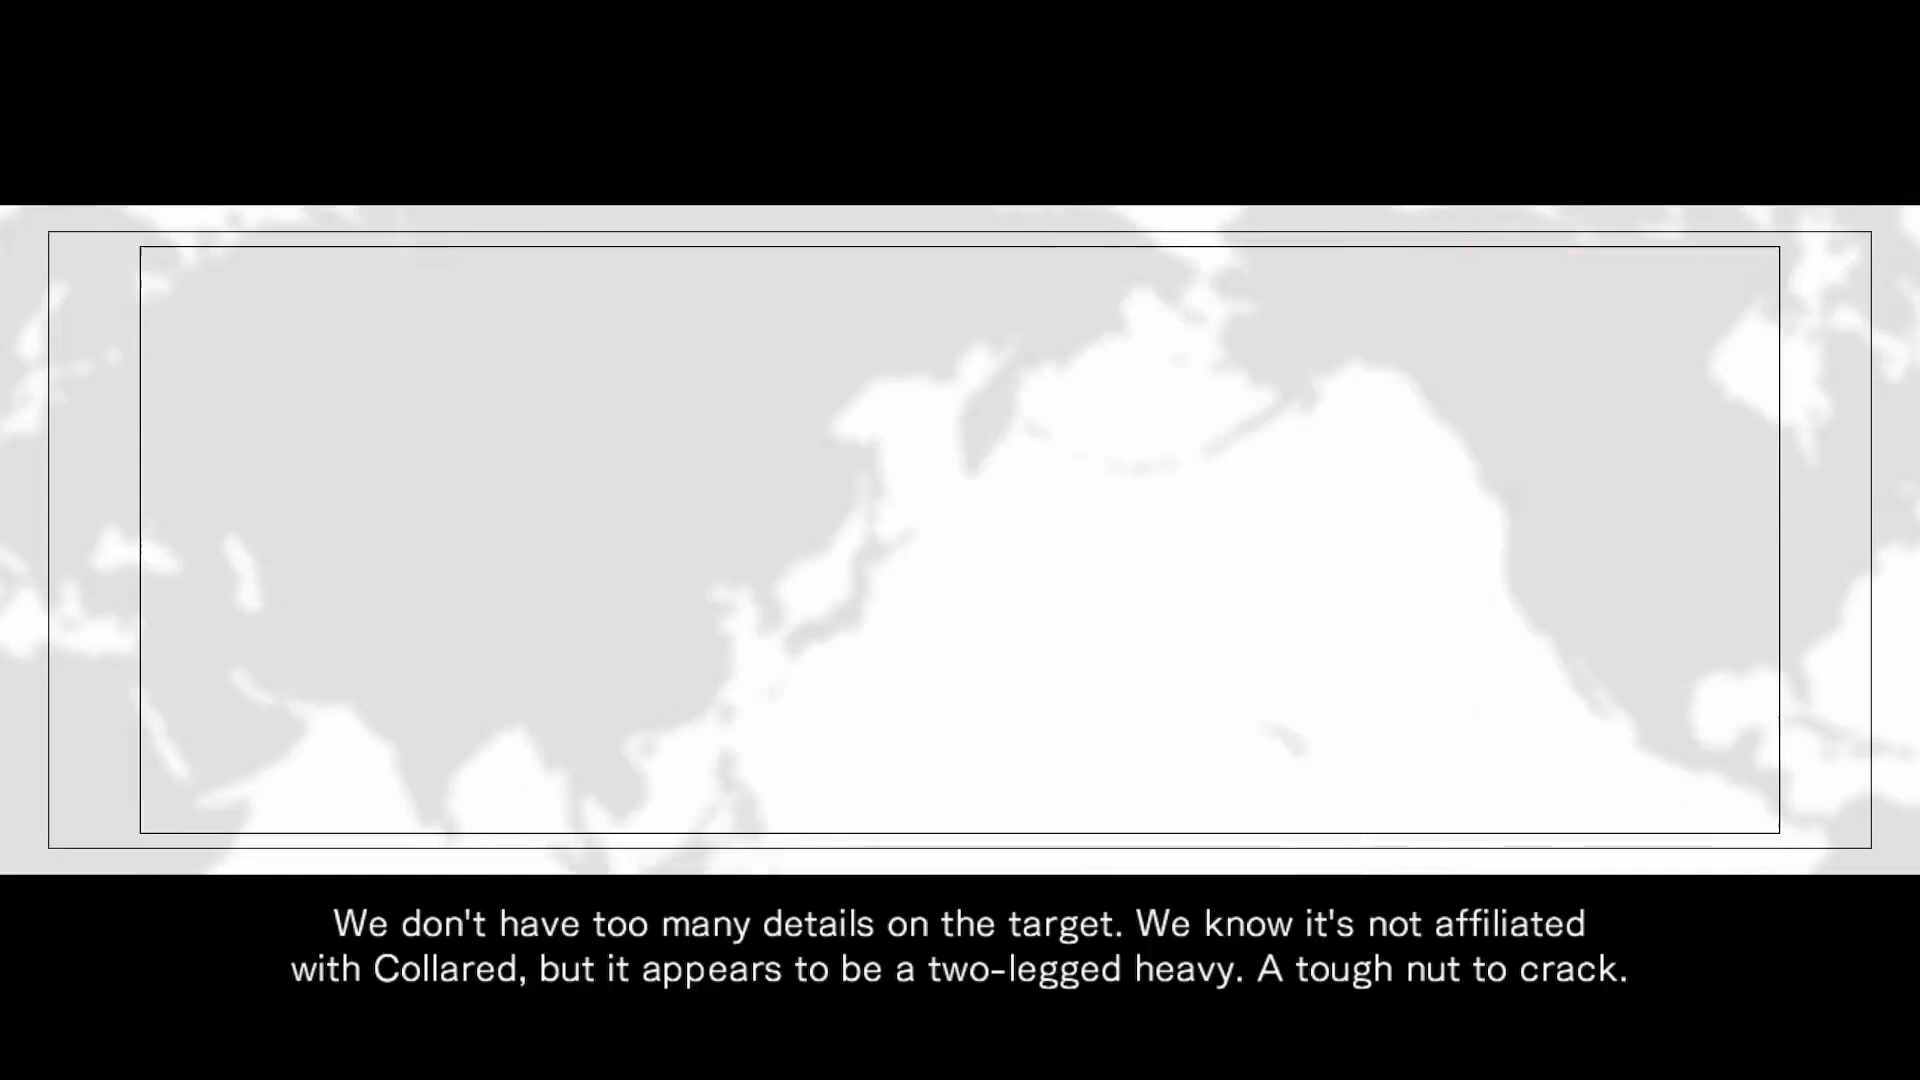 We don't have too many details on the target. We know it's not affiliated
with Collared, but it appears to be a two-legged heavy. A tough nut to crack.